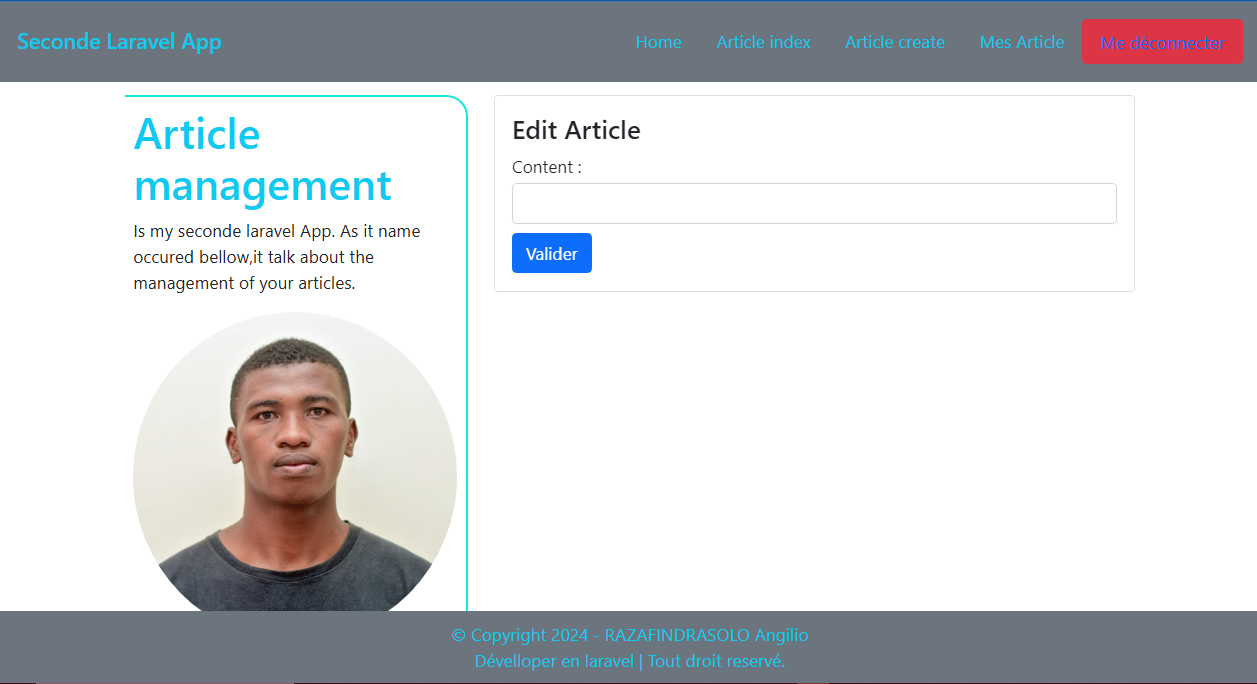 Seconde Laravel App
Home Article index Article create Mes Article Me déconnecter
Article
management
Is my seconde laravel App. As it name
occured bellow,it talk about the
management of your articles.
Edit Article
Content :
Valider
© Copyright 2024 - RAZAFINDRASOLO Angilio
Dévelloper en laravel | Tout droit reservé.